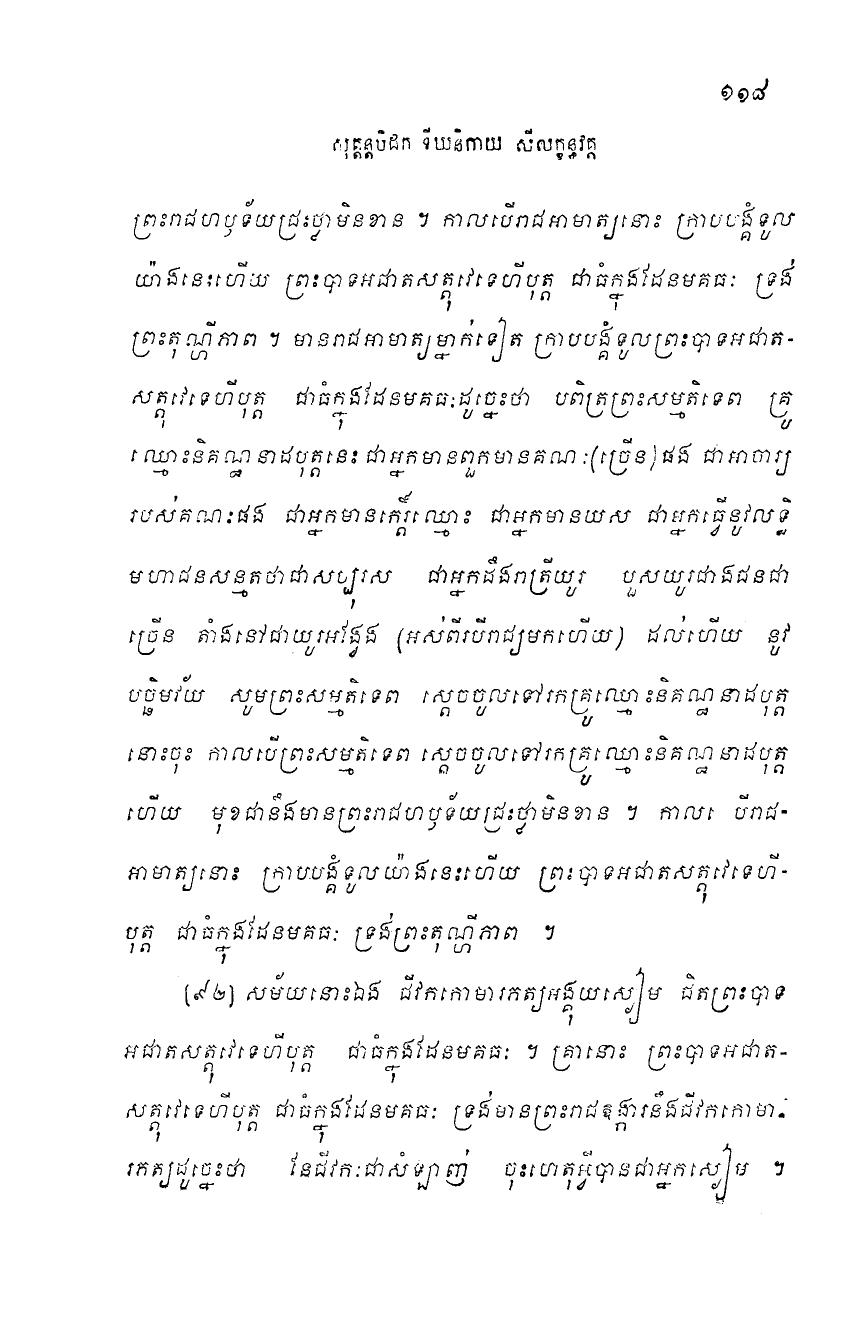 ១១៨
សុត្តន្តបិដក ទីឃនិកាយ សីលក្ខន្ធវគ្គ
ព្រះរាជហឫទ័យជ្រះថ្លាមិនខាន ។ កាលបើរាជអាមាត្យនោះ ក្រាបបង្គំទូល
យ៉ាងនេះហើយ ព្រះបាទអជាតសត្តុវេទេហីបុត្ត ជាធំក្នុងដែនមគធៈ ទ្រង់
ព្រះតុណ្ហីភាព ។ មានរាជអាមាត្យម្នាក់ទៀត ក្រាបបង្គំទូលព្រះបាទអជាត-
សត្តុវេទេហីបុត្ត ជាធំក្នុងដែនមគធៈដូច្នេះថា បពិត្រព្រះសម្មតិទេព គ្រូ
ឈ្មោះនិគណ្ឋនាដបុត្តនេះ ជាអ្នកមានពួកមានគណៈ(ច្រើន)ផង ជាអាចារ្យ
របស់គណៈផង ជាអ្នកមានកេរ្តិ៍ឈ្មោះ ជាអ្នកមានយស ជាអ្នកធ្វើនូវលទ្ធិ
មហាជនសន្មតថាជាសប្បុរស ជាអ្នកដឹងរាត្រីយូរ បួសយូរជាងជនជា
ច្រើន តាំងនៅជាយូរអង្វែង (អស់ពីរបីរាជ្យមកហើយ) ដល់ហើយ នូវ
បច្ឆិមវ័យ សូមព្រះសម្មតិទេព ស្តេចចូលទៅរកគ្រូឈ្មោះនិគណ្ឋនាដបុត្ត
នោះចុះ កាលបើព្រះសម្មតិទេព ស្តេចចូលទៅរកគ្រូឈ្មោះនិគណ្ឋនាដបុត្ត
ហើយ មុខជានឹងមានព្រះរាជហឫទ័យជ្រះថ្លាមិនខាន ។ កាលបើរាជ-
អាមាត្យនោះ ក្រាបបង្គំទូលយ៉ាងនេះហើយ ព្រះបាទអជាតសត្តុវេទេហី-
បុត្ត ជាធំក្នុងដែនមគធៈ ទ្រង់ព្រះតុណ្ហីភាព ។
[៩២] សម័យនោះឯង ជីវកកោមារភត្យអង្គុយស្ងៀម ជិតព្រះបាទ
អជាតសត្តុវេទេហីបុត្ត ជាធំក្នុងដែនមគធៈ ។ គ្រានោះ ព្រះបាទអជាត-
សត្តុវេទេហីបុត្ត ជាធំក្នុងដែនមគធៈ ទ្រង់មានព្រះរាជឱង្ការនឹងជីវកកោមា-
រភត្យដូច្នេះថា នែជីវកៈជាសំឡាញ់ ចុះហេតុអ្វីបានជាអ្នកស្ងៀម ។